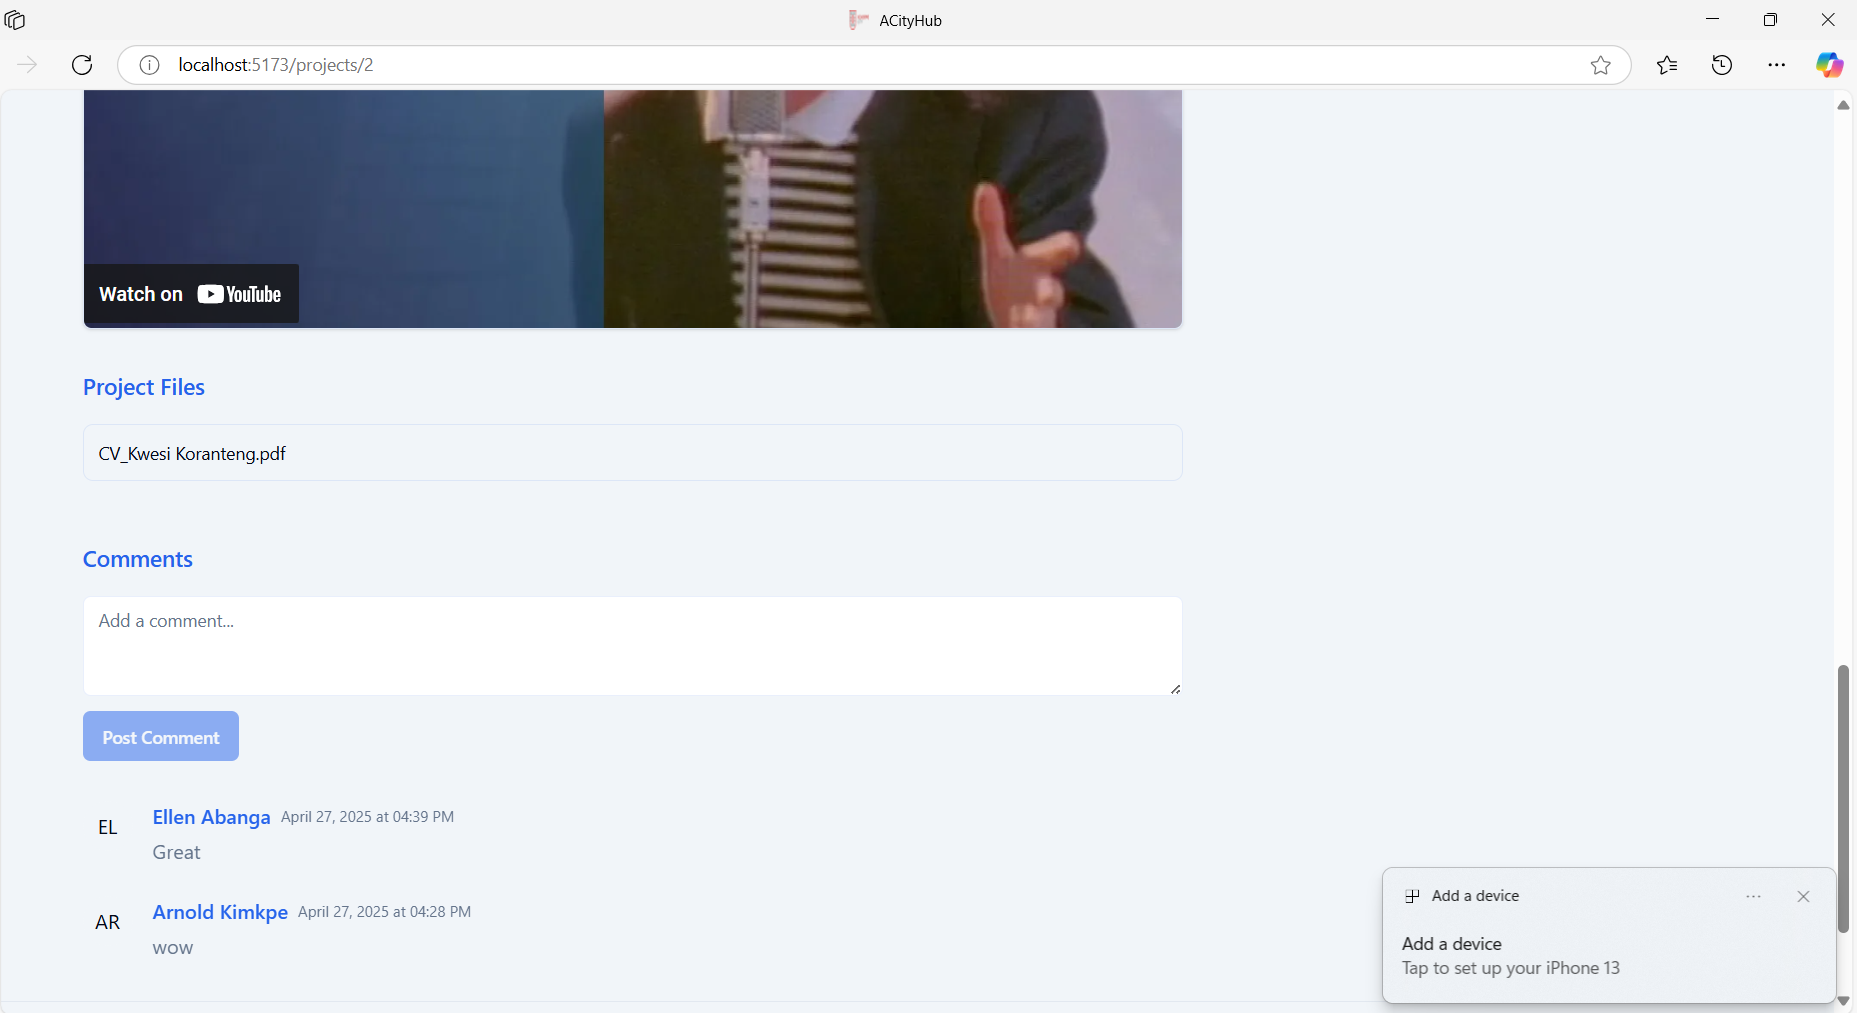 ACityHub
localhost:5173/projects/2
Watch on YouTube
Project Files
CV_Kwesi Koranteng.pdf
Comments
Add a comment...
Post Comment
EL
Ellen Abanga April 27, 2025 at 04:39 PM
Great
AR
Arnold Kimkpe April 27, 2025 at 04:28 PM
wow
Add a device
Add a device
Tap to set up your iPhone 13